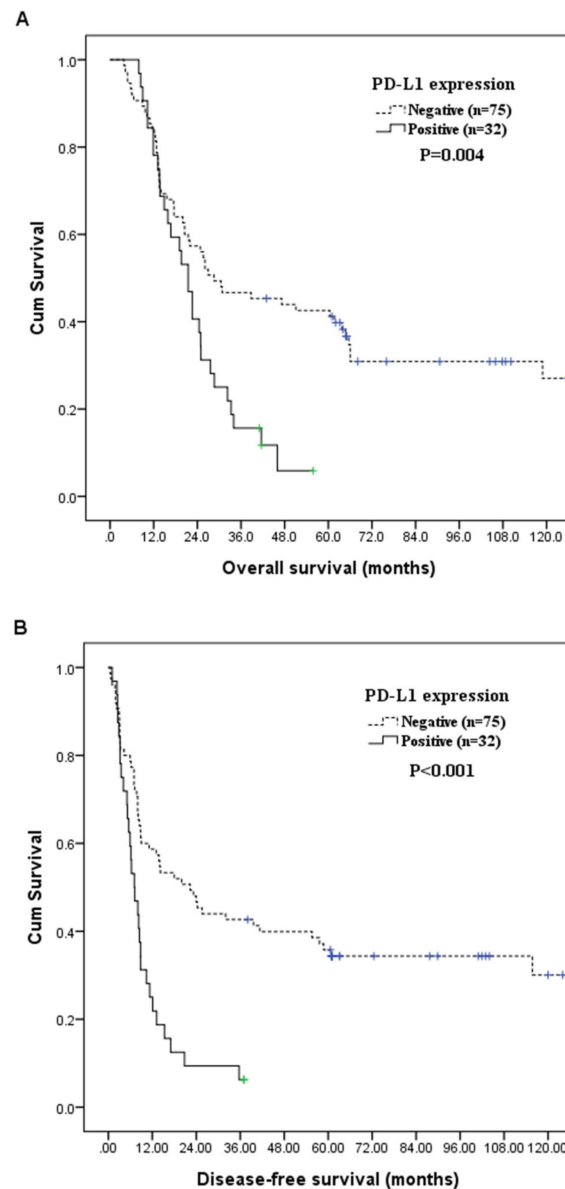 A
PD-L1 expression
Negative (n=75)
Positive (n=32)
P=0.004
Cum Survival
1.0
0.8
0.6
0.4
0.2
0.0
.0 12.0 24.0 36.0 48.0 60.0 72.0 84.0 96.0 108.0 120.0
Overall survival (months)
B
PD-L1 expression
Negative (n=75)
Positive (n=32)
P<0.001
Cum Survival
1.0
0.8
0.6
0.4
0.2
0.0
.00 12.00 24.00 36.00 48.00 60.00 72.00 84.00 96.00 108.00 120.00
Disease-free survival (months)